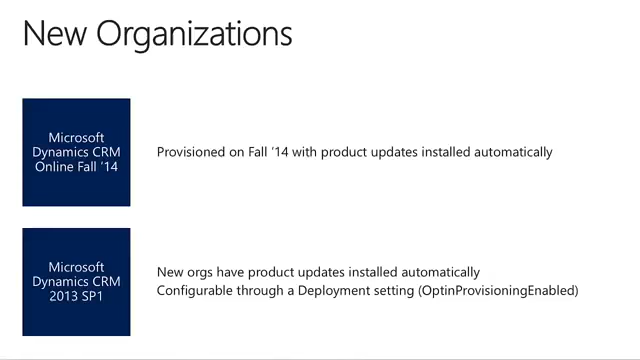 New Organizations
Microsoft
Dynamics CRM
Online Fall ’14
Provisioned on Fall ’14 with product updates installed automatically
Microsoft
Dynamics CRM
2013 SP1
New orgs have product updates installed automatically
Configurable through a Deployment setting (OptinProvisioningEnabled)